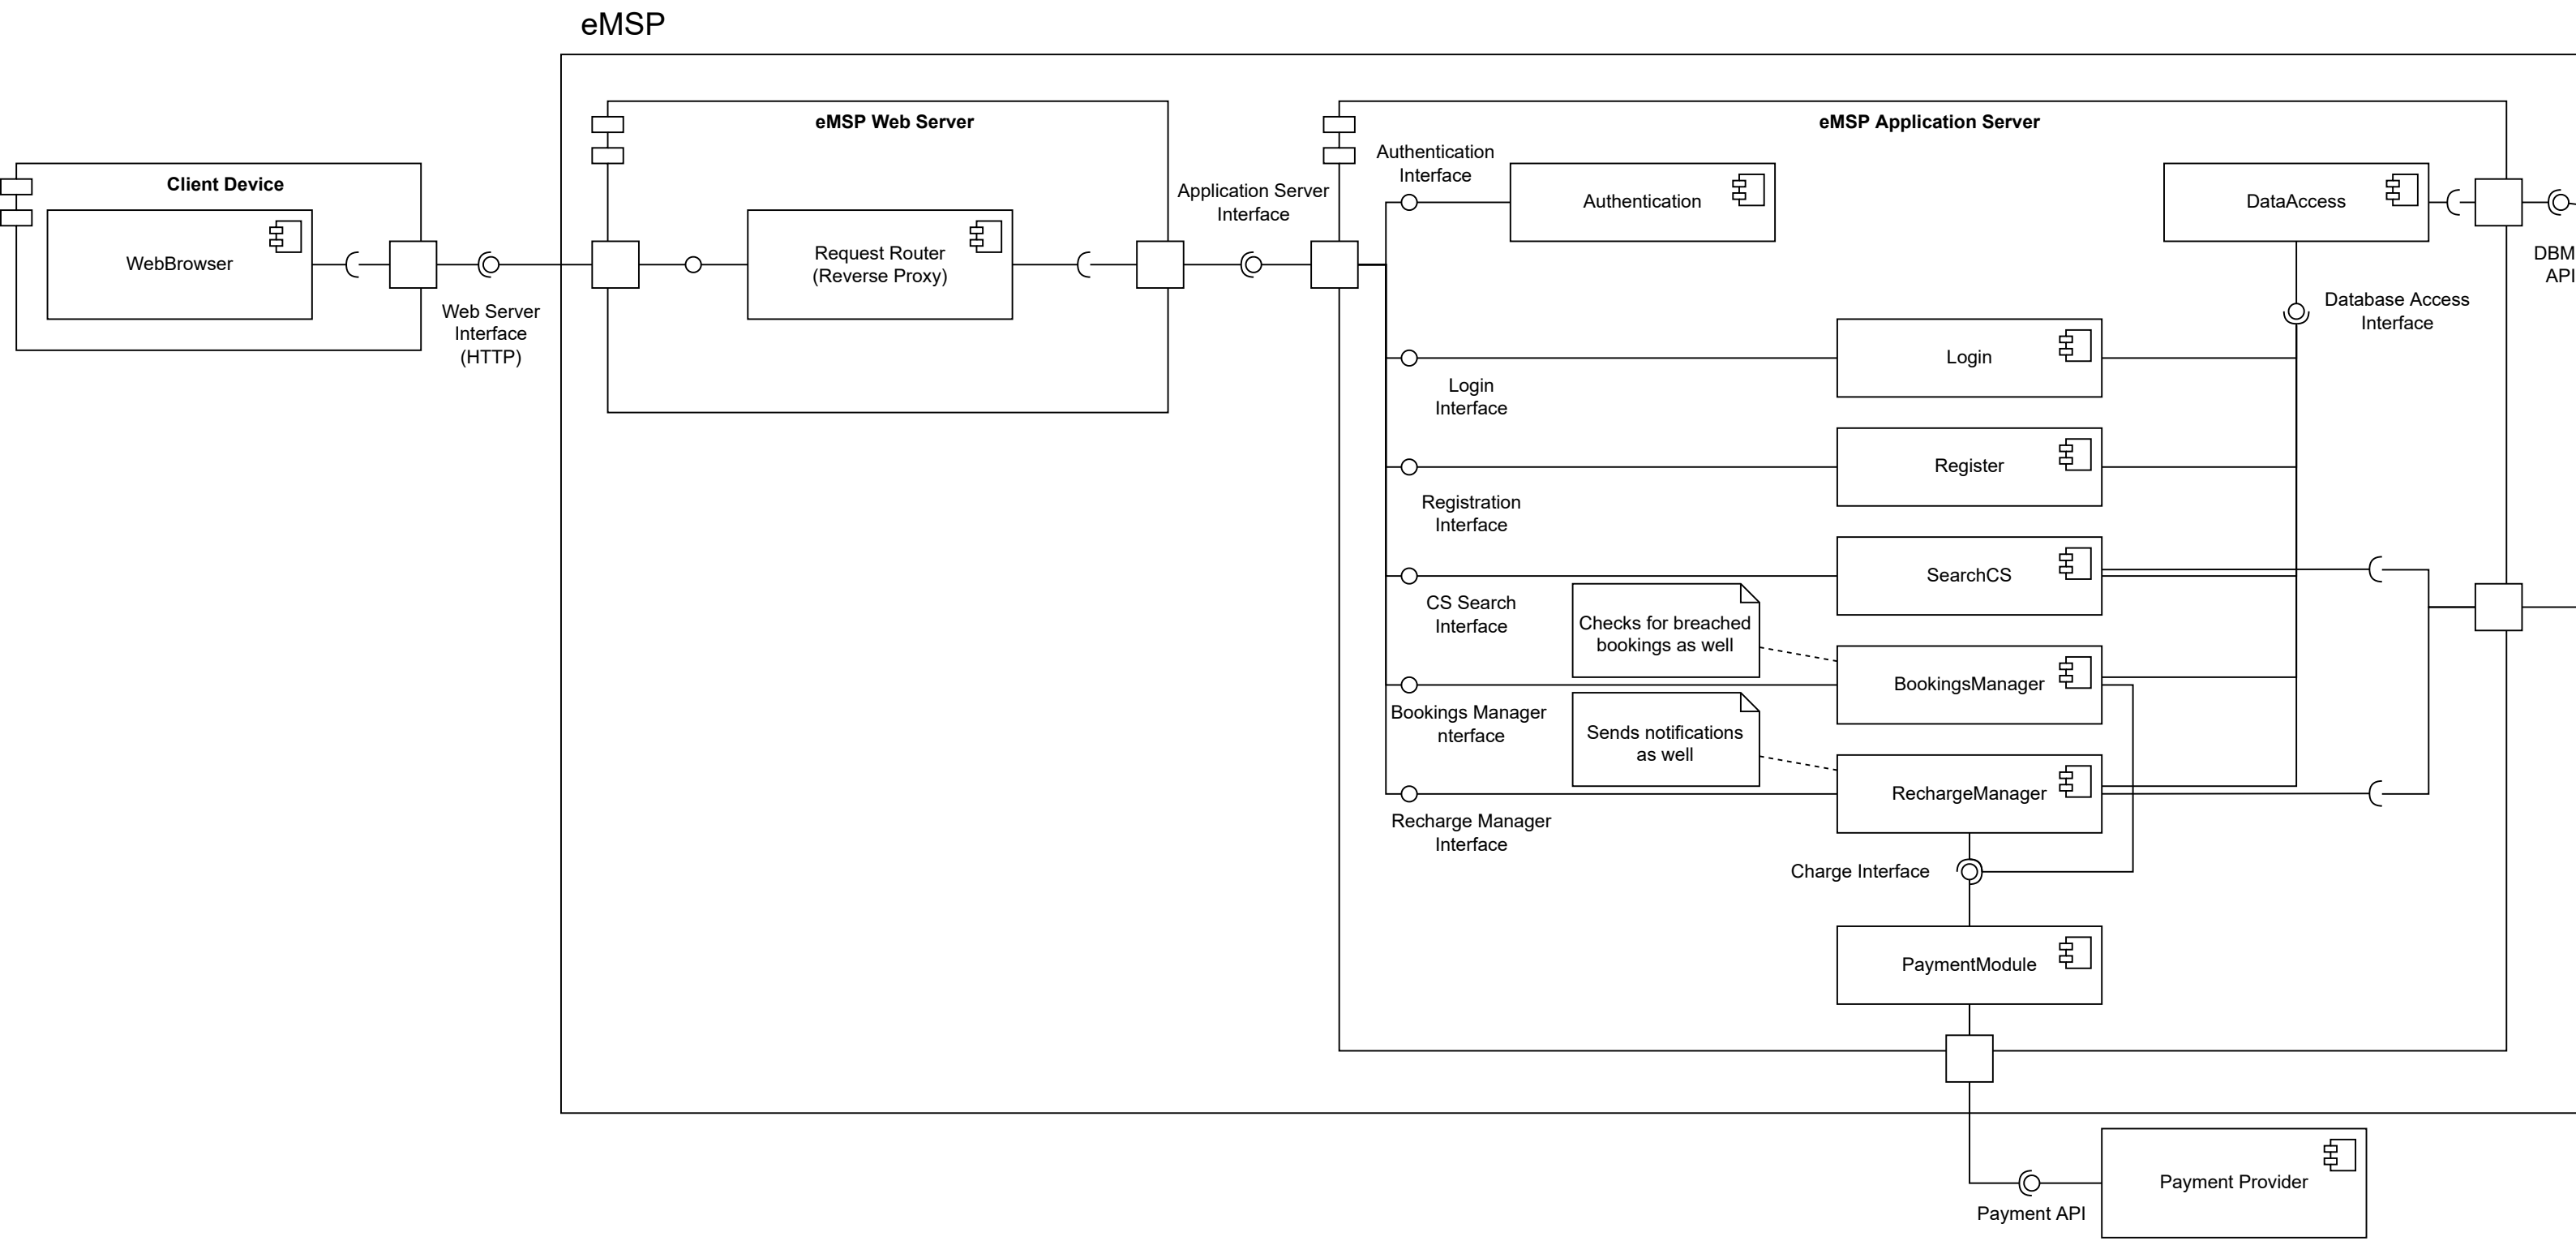 eMSP
eMSP Web Server
eMSP Application Server
Client Device
WebBrowser
Web Server
Interface
(HTTP)
Request Router
(Reverse Proxy)
Application Server
Interface
Authentication
Interface
Authentication
DataAccess
DBM
API
Database Access
Interface
Login
Login
Interface
Register
Registration
Interface
SearchCS
CS Search
Interface
Checks for breached
bookings as well
BookingsManager
Bookings Manager
nterface
Sends notifications
as well
RechargeManager
Recharge Manager
Interface
Charge Interface
PaymentModule
Payment Provider
Payment API